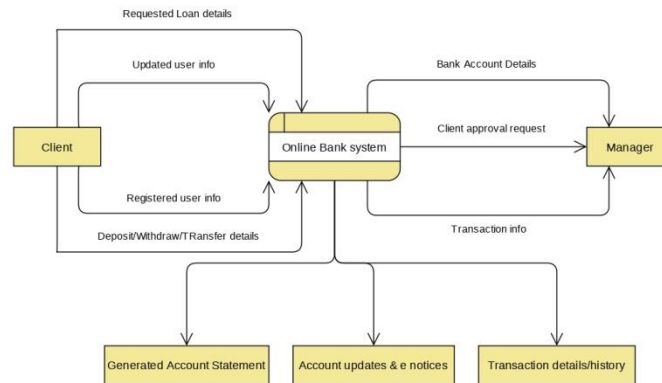 Requested Loan details
Updated user info
Bank Account Details
Client
Online Bank system
Client approval request
Manager
Registered user info
Deposit/Withdraw/TRansfer details
Transaction info
Generated Account Statement
Account updates & e notices
Transaction details/history